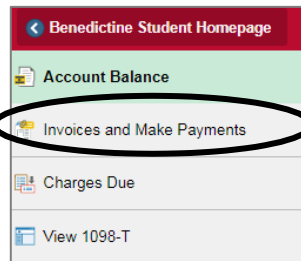 Benedictine Student Homepage
Account Balance
Invoices and Make Payments
Charges Due
View 1098-T